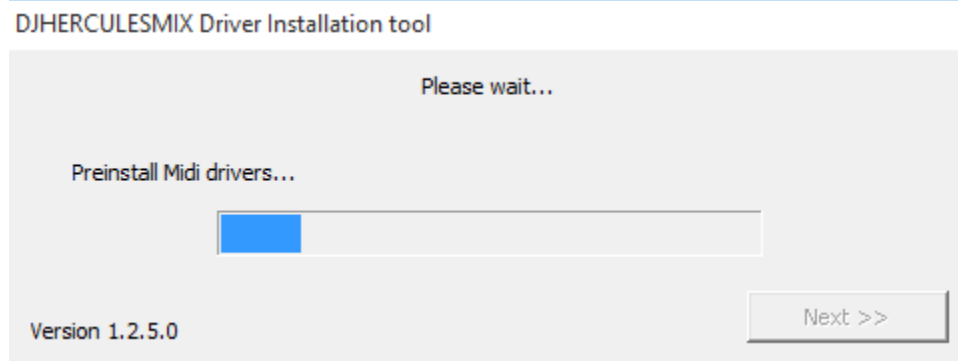 DJHERCULESMIX Driver Installation tool
Please wait...
Preinstall Midi drivers...
Version 1.2.5.0
Next >>